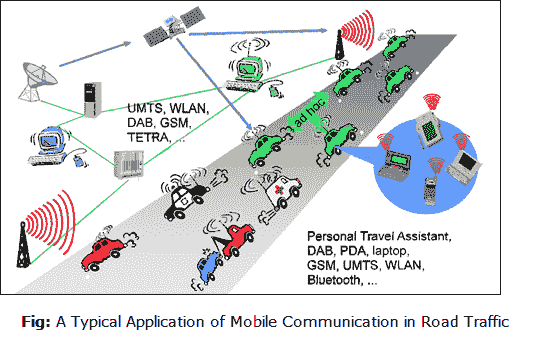 UMTS, WLAN,
DAB, GSM,
TETRA, ...
ad hoc
Personal Travel Assistant,
DAB, PDA, laptop,
GSM, UMTS, WLAN,
Bluetooth, ...
Fig: A Typical Application of Mobile Communication in Road Traffic